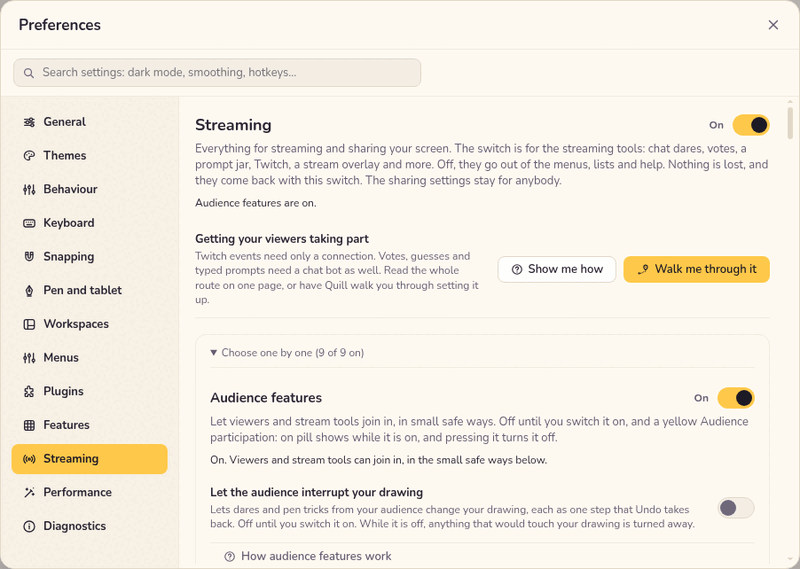 Preferences
Search settings: dark mode, smoothing, hotkeys...
General
Themes
Behaviour
Keyboard
Snapping
Pen and tablet
Workspaces
Menus
Plugins
Features
Streaming
Performance
Diagnostics
Streaming
On
Everything for streaming and sharing your screen. The switch is for the streaming tools: chat dares, votes, a
prompt jar, Twitch, a stream overlay and more. Off, they go out of the menus, lists and help. Nothing is lost, and
they come back with this switch. The sharing settings stay for anybody.
Audience features are on.
Getting your viewers taking part
Twitch events need only a connection. Votes, guesses and
typed prompts need a chat bot as well. Read the whole
route on one page, or have Quill walk you through setting it
up.
Show me how
Walk me through it
Choose one by one (9 of 9 on)
Audience features
On
Let viewers and stream tools join in, in small safe ways. Off until you switch it on, and a yellow Audience
participation: on pill shows while it is on, and pressing it turns it off.
On. Viewers and stream tools can join in, in the small safe ways below.
Let the audience interrupt your drawing
Lets dares and pen tricks from your audience change your drawing, each as one step that Undo takes
back. Off until you switch it on. While it is off, anything that would touch your drawing is turned away.
How audience features work